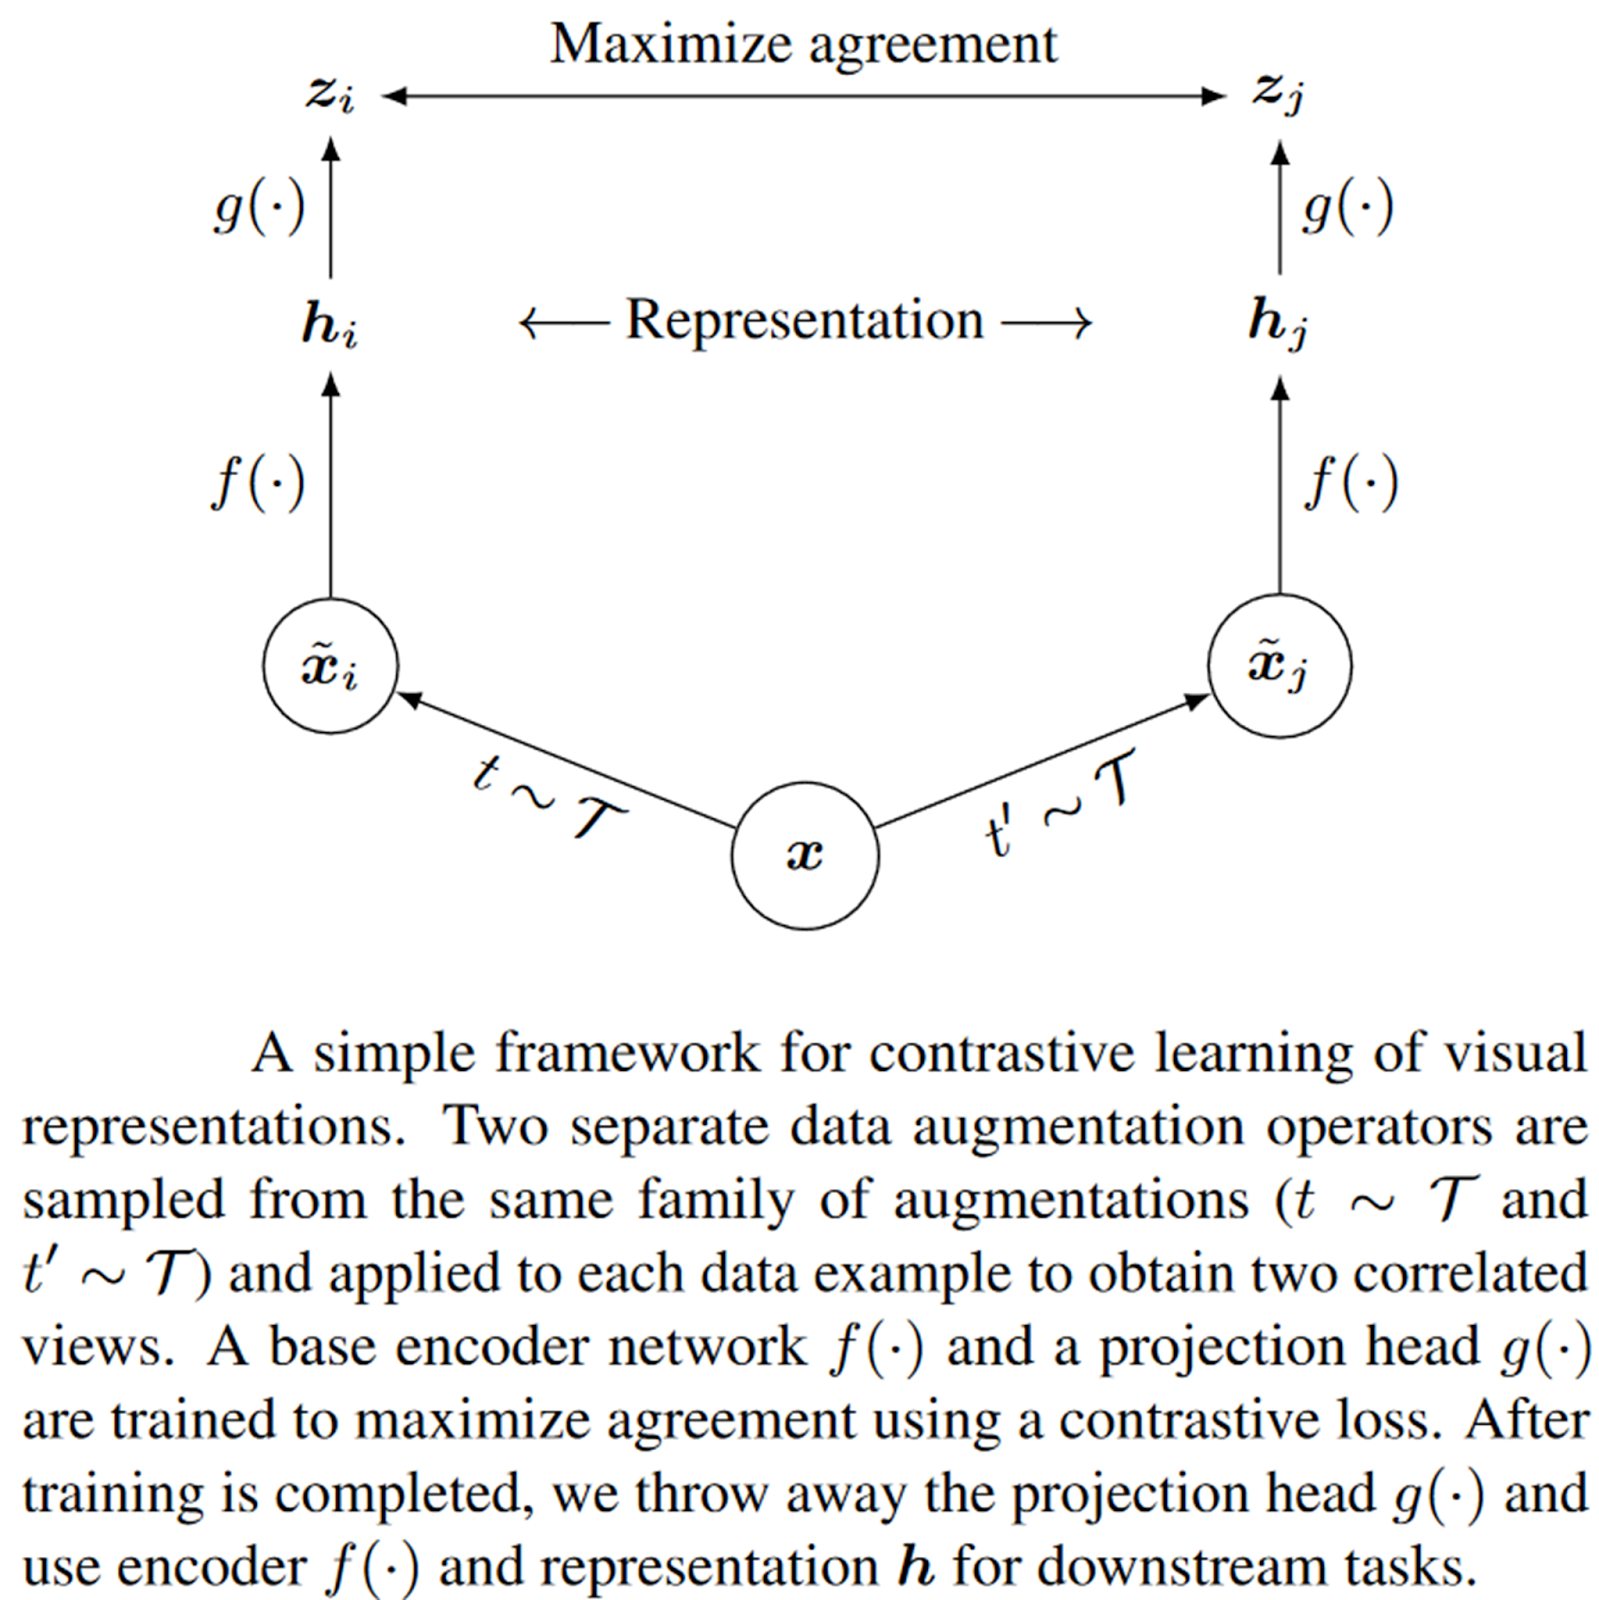 Maximize agreement
z_i z_j
g(·) g(·)
h_i ← Representation → h_j
f(·) f(·)
x̃_i x̃_j
t ∼ 𝒯 t′ ∼ 𝒯
x
A simple framework for contrastive learning of visual
representations. Two separate data augmentation operators are
sampled from the same family of augmentations (t ∼ 𝒯 and
t′ ∼ 𝒯) and applied to each data example to obtain two correlated
views. A base encoder network f(·) and a projection head g(·)
are trained to maximize agreement using a contrastive loss. After
training is completed, we throw away the projection head g(·) and
use encoder f(·) and representation h for downstream tasks.